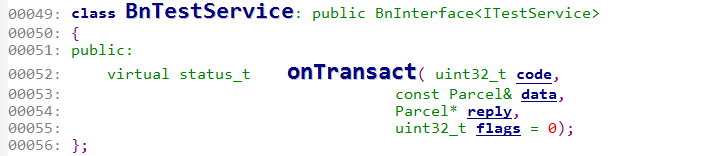 00049: class BnTestService: public BnInterface<ITestService>
00050: {
00051: public:
00052:     virtual status_t   onTransact( uint32_t code,
00053:                                    const Parcel& data,
00054:                                    Parcel* reply,
00055:                                    uint32_t flags = 0);
00056: };